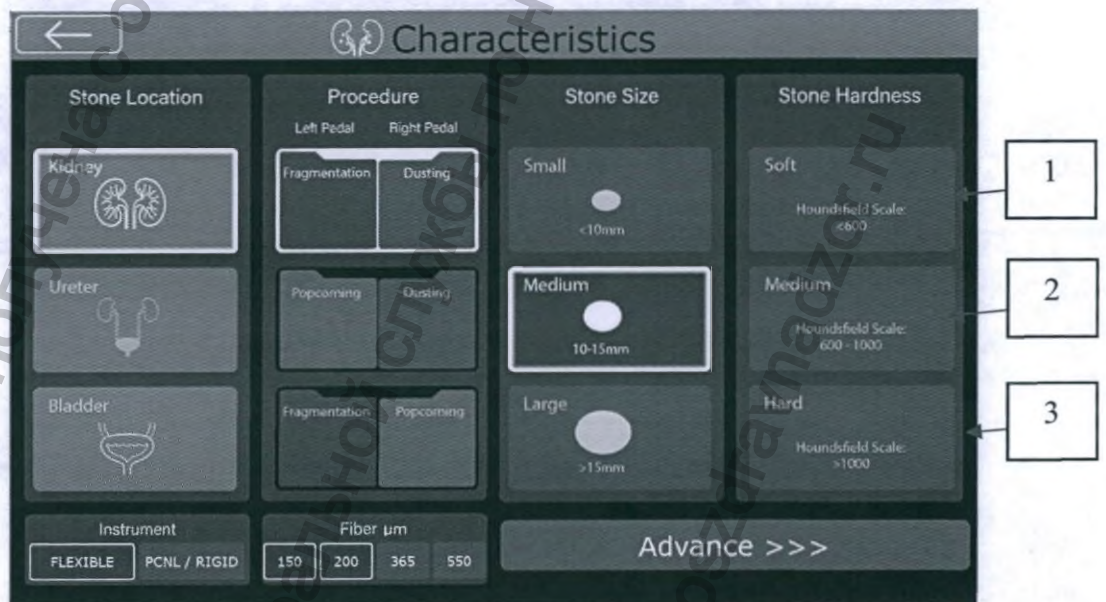 Characteristics
Stone Location
Kidney
Ureter
Bladder
Procedure
Left Pedal Right Pedal
Fragmentation Dusting
Popcorning Dusting
Fragmentation Popcorning
Stone Size
Small
<10mm
Medium
10-15mm
Large
>15mm
Stone Hardness
Soft
Houndsfield Scale:
<600
Medium
Houndsfield Scale:
600 - 1000
Hard
Houndsfield Scale:
>1000
1
2
3
Instrument
FLEXIBLE PCNL / RIGID
Fiber µm
150 200 365 550
Advance >>>